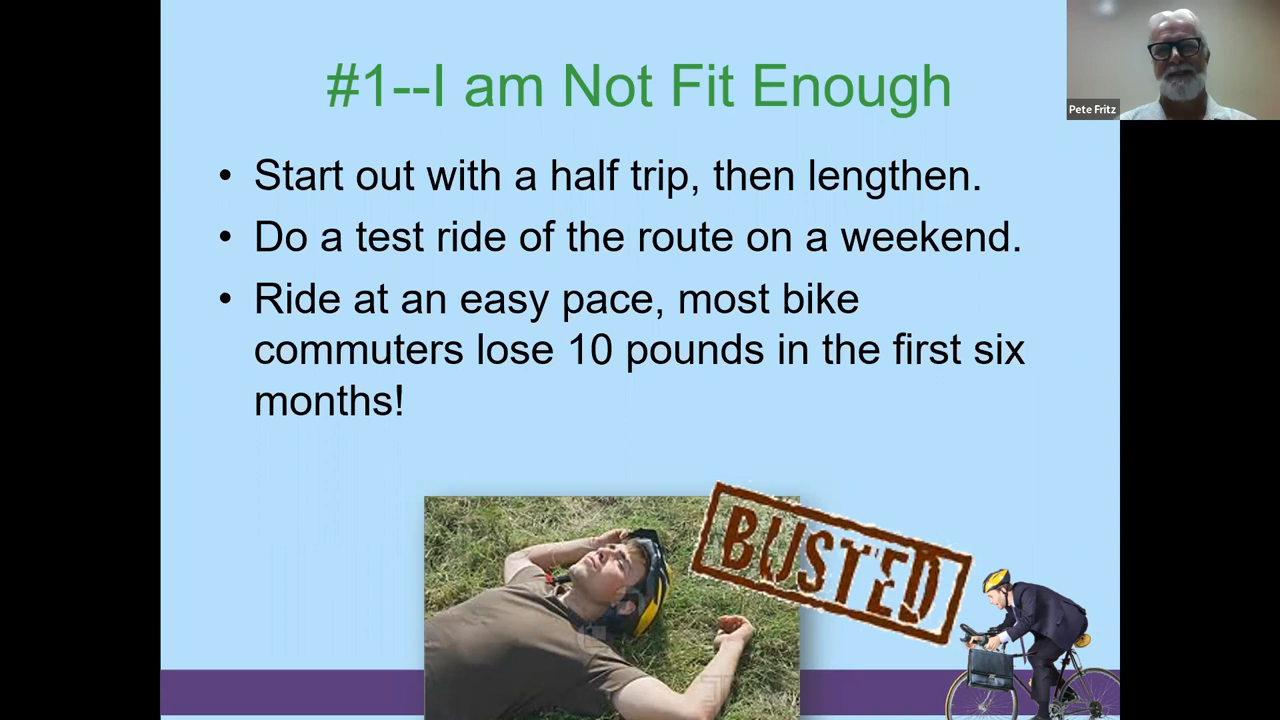 #1--I am Not Fit Enough
Pete Fritz
• Start out with a half trip, then lengthen.
• Do a test ride of the route on a weekend.
• Ride at an easy pace, most bike
commuters lose 10 pounds in the first six
months!
BUSTED